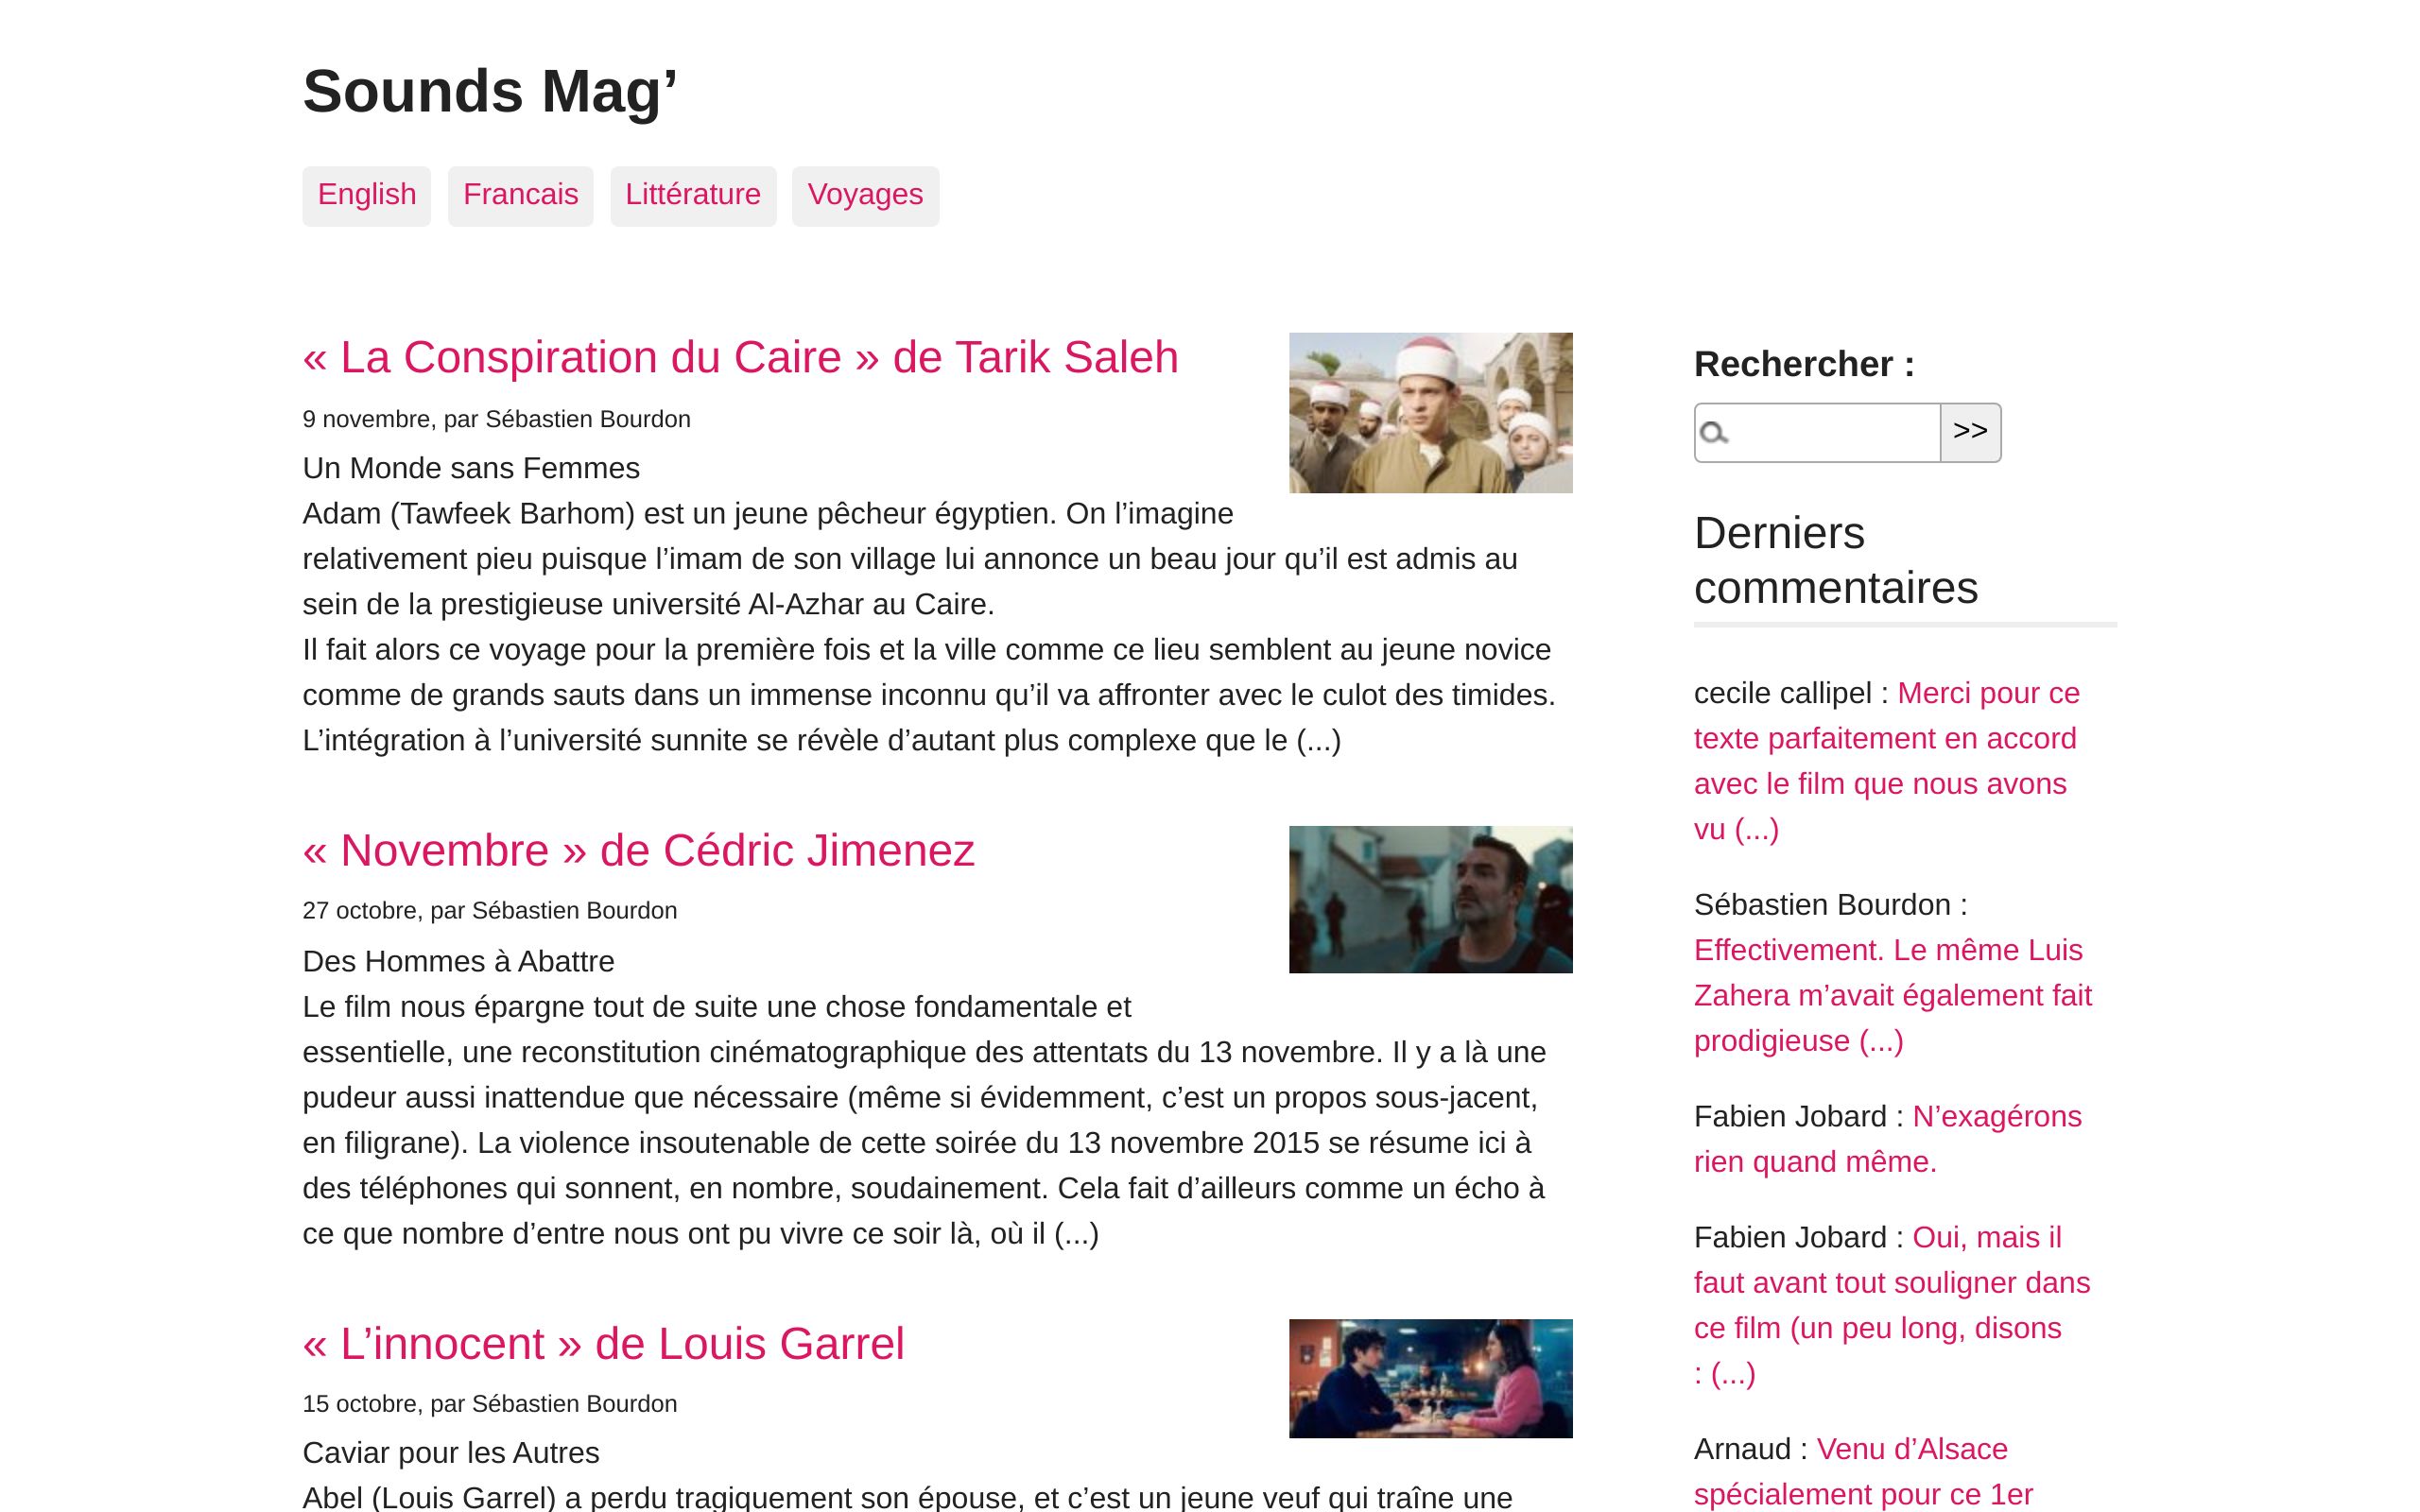 Sounds Mag’
English
Francais
Littérature
Voyages
« La Conspiration du Caire » de Tarik Saleh
9 novembre, par Sébastien Bourdon
Un Monde sans Femmes
Adam (Tawfeek Barhom) est un jeune pêcheur égyptien. On l’imagine
relativement pieu puisque l’imam de son village lui annonce un beau jour qu’il est admis au
sein de la prestigieuse université Al-Azhar au Caire.
Il fait alors ce voyage pour la première fois et la ville comme ce lieu semblent au jeune novice
comme de grands sauts dans un immense inconnu qu’il va affronter avec le culot des timides.
L’intégration à l’université sunnite se révèle d’autant plus complexe que le (...)
« Novembre » de Cédric Jimenez
27 octobre, par Sébastien Bourdon
Des Hommes à Abattre
Le film nous épargne tout de suite une chose fondamentale et
essentielle, une reconstitution cinématographique des attentats du 13 novembre. Il y a là une
pudeur aussi inattendue que nécessaire (même si évidemment, c’est un propos sous-jacent,
en filigrane). La violence insoutenable de cette soirée du 13 novembre 2015 se résume ici à
des téléphones qui sonnent, en nombre, soudainement. Cela fait d’ailleurs comme un écho à
ce que nombre d’entre nous ont pu vivre ce soir là, où il (...)
« L’innocent » de Louis Garrel
15 octobre, par Sébastien Bourdon
Caviar pour les Autres
Abel (Louis Garrel) a perdu tragiquement son épouse, et c’est un jeune veuf qui traîne une
Rechercher :
>>
Derniers
commentaires
cecile callipel : Merci pour ce
texte parfaitement en accord
avec le film que nous avons
vu (...)
Sébastien Bourdon :
Effectivement. Le même Luis
Zahera m’avait également fait
prodigieuse (...)
Fabien Jobard : N’exagérons
rien quand même.
Fabien Jobard : Oui, mais il
faut avant tout souligner dans
ce film (un peu long, disons
: (...)
Arnaud : Venu d’Alsace
spécialement pour ce 1er